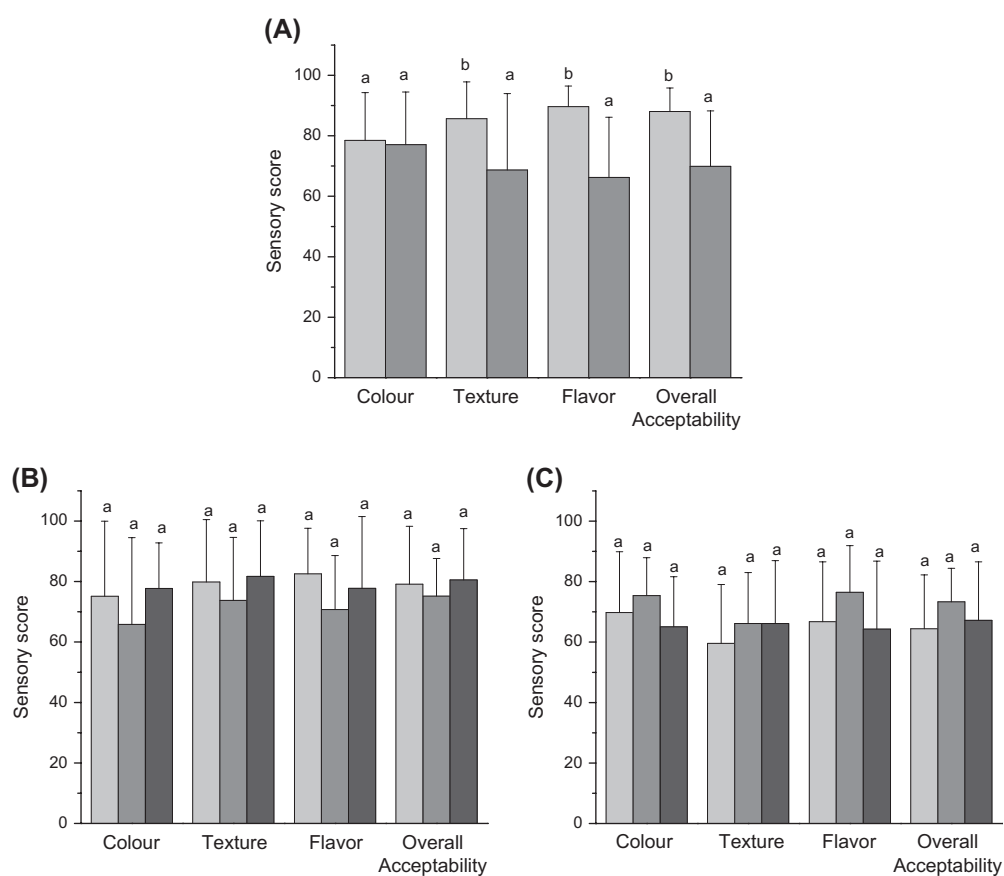 (A)
Sensory score
100
80
60
40
20
0
a a b a b a b a
Colour Texture Flavor Overall
Acceptability
(B)
Sensory score
100
80
60
40
20
0
a a a a a a a a a a a a
Colour Texture Flavor Overall
Acceptability
(C)
Sensory score
100
80
60
40
20
0
a a a a a a a a a a a a
Colour Texture Flavor Overall
Acceptability